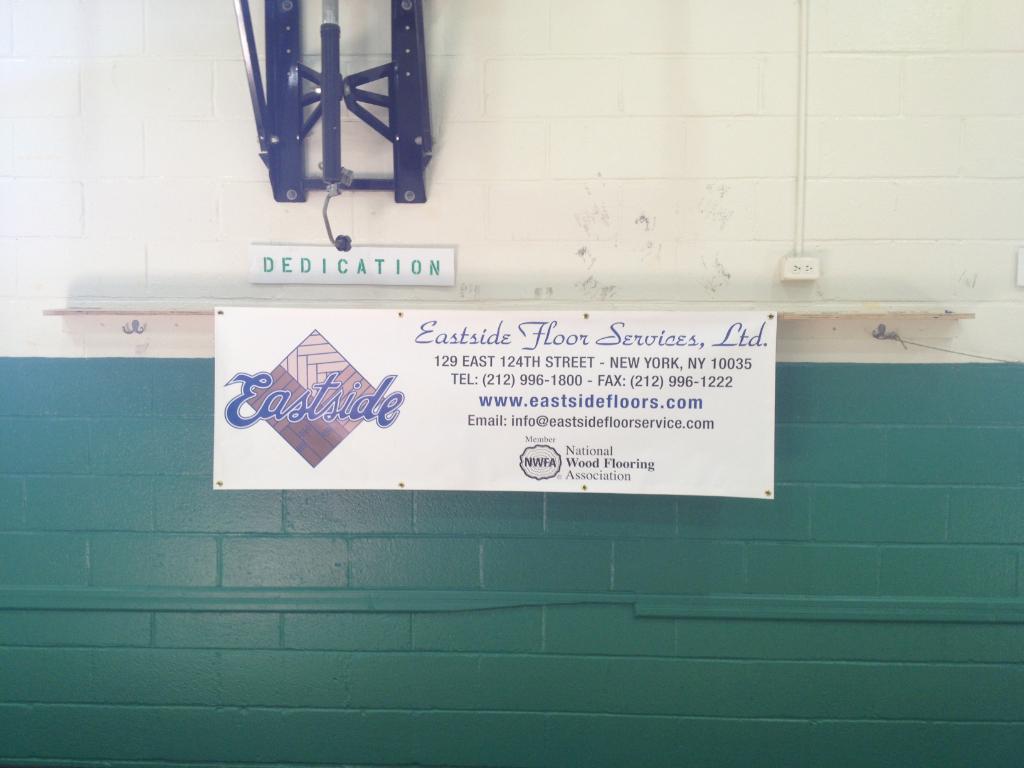 DEDICATION
Eastside
Eastside Floor Services, Ltd.
129 EAST 124TH STREET - NEW YORK, NY 10035
TEL: (212) 996-1800 - FAX: (212) 996-1222
www.eastsidefloors.com
Email: info@eastsidefloorservice.com
Member
NWFA
®
National
Wood Flooring
Association